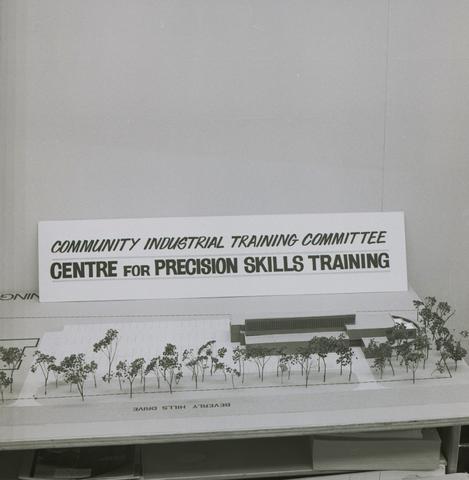 COMMUNITY INDUSTRIAL TRAINING COMMITTEE
CENTRE FOR PRECISION SKILLS TRAINING
BEVERLY HILLS DRIVE